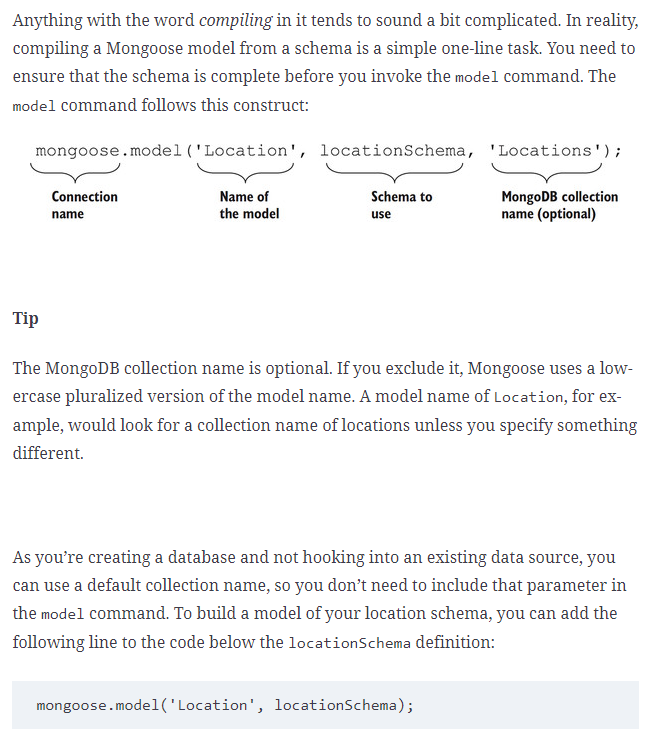 Anything with the word compiling in it tends to sound a bit complicated. In reality,
compiling a Mongoose model from a schema is a simple one-line task. You need to
ensure that the schema is complete before you invoke the model command. The
model command follows this construct:
mongoose.model('Location', locationSchema, 'Locations');
Connection name
Name of the model
Schema to use
MongoDB collection name (optional)
Tip
The MongoDB collection name is optional. If you exclude it, Mongoose uses a low-
ercase pluralized version of the model name. A model name of Location, for ex-
ample, would look for a collection name of locations unless you specify something
different.
As you’re creating a database and not hooking into an existing data source, you
can use a default collection name, so you don’t need to include that parameter in
the model command. To build a model of your location schema, you can add the
following line to the code below the locationSchema definition:
mongoose.model('Location', locationSchema);